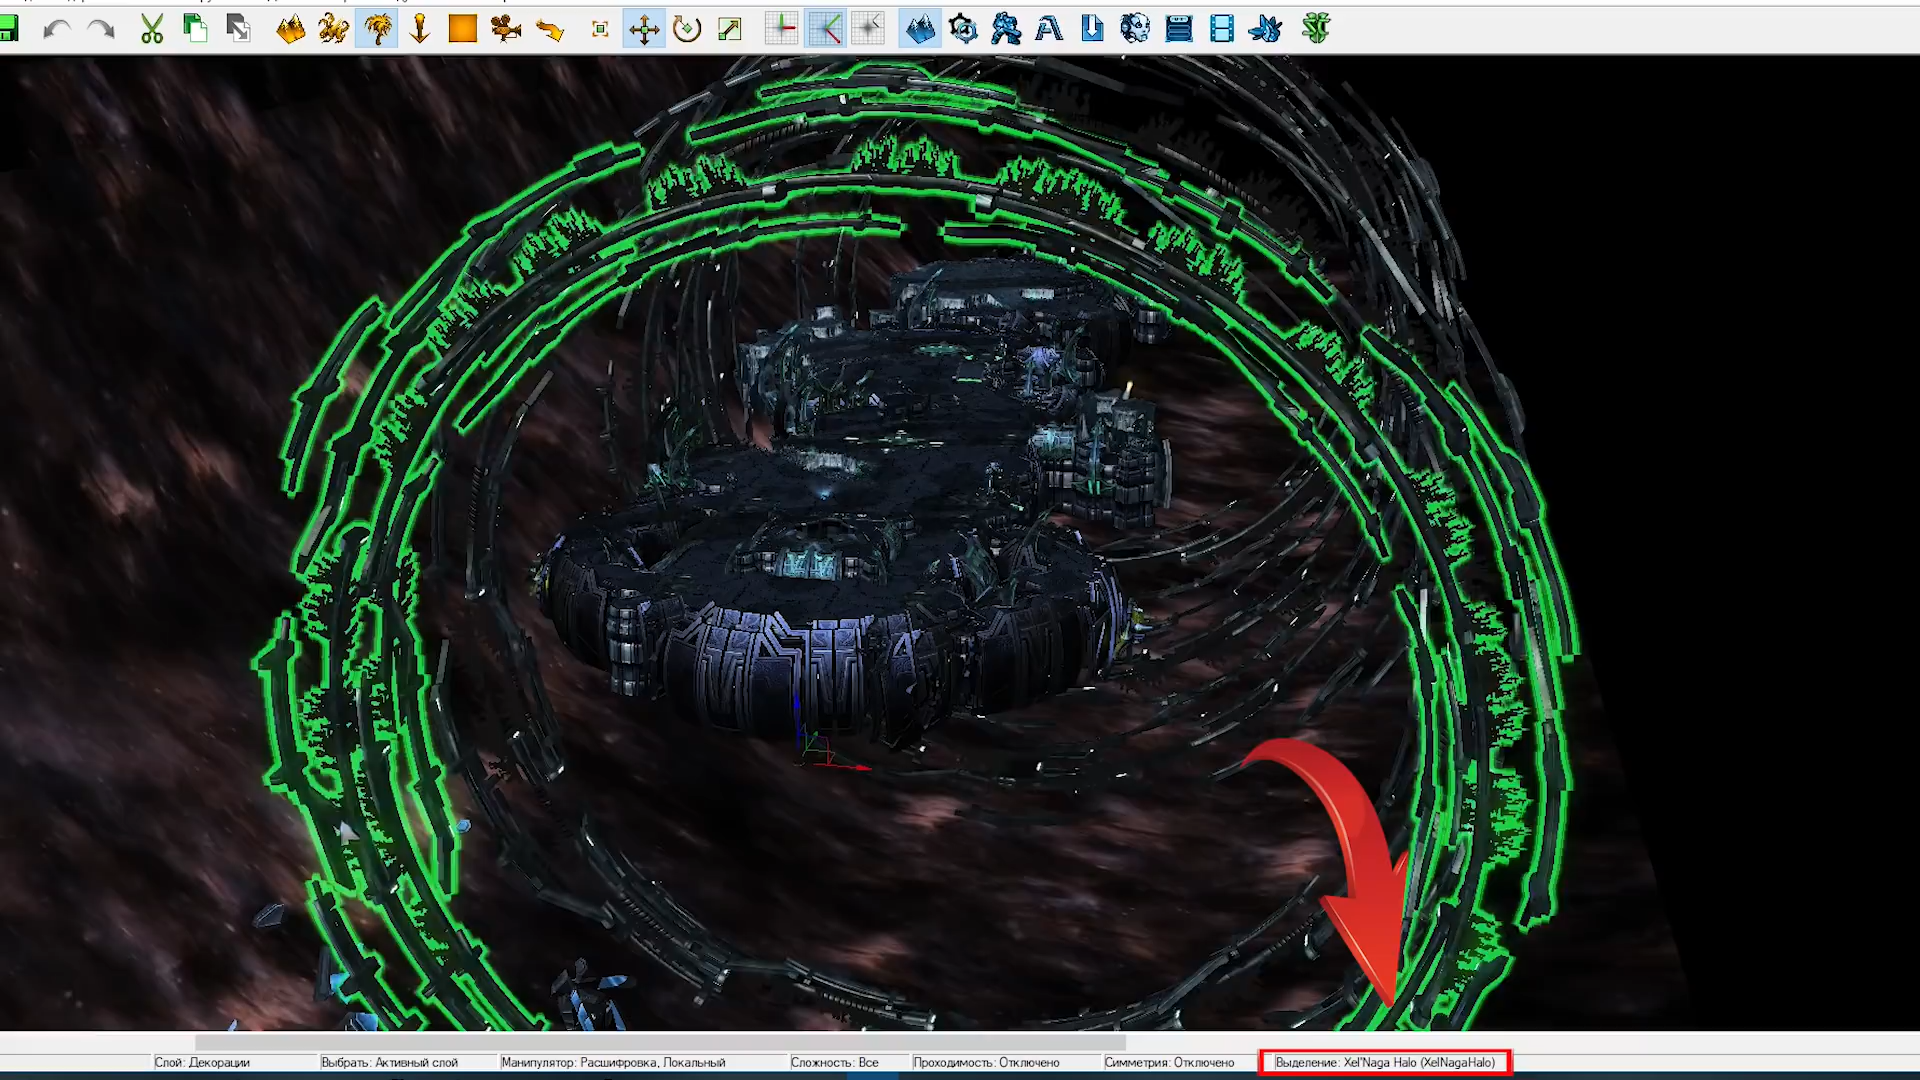 Слой: Декорации
Выбрать: Активный слой
Манипулятор: Расшифровка, Локальный
Сложность: Все
Проходимость: Отключено
Симметрия: Отключено
Выделение: Xel'Naga Halo (XelNagaHalo)